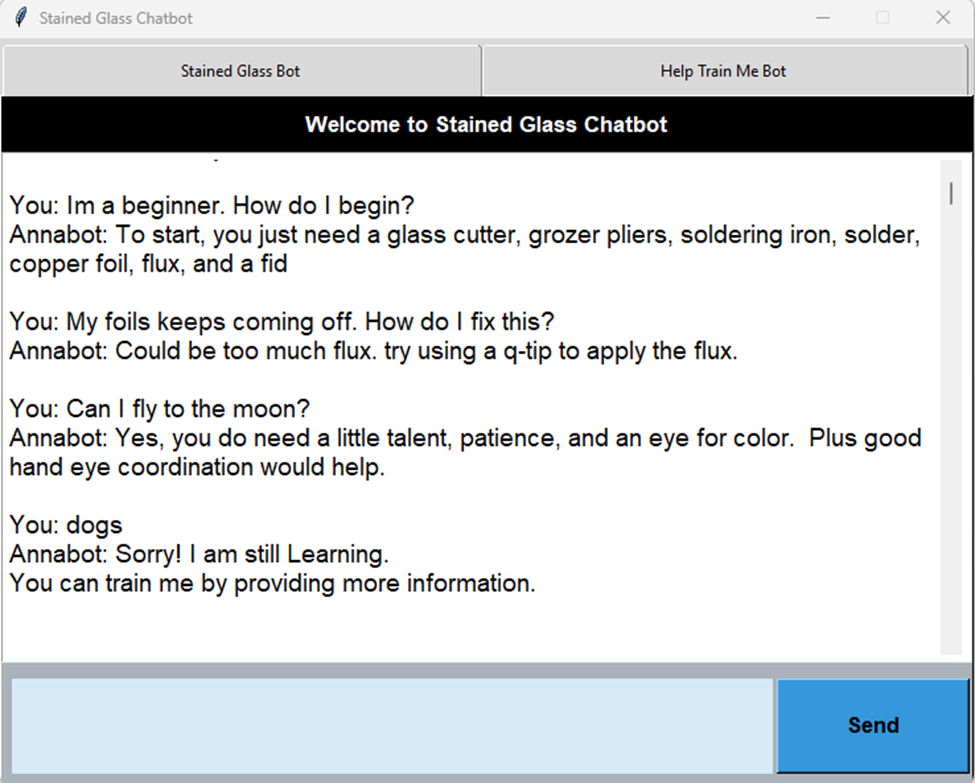 Stained Glass Chatbot
Stained Glass Bot
Help Train Me Bot
Welcome to Stained Glass Chatbot
You: Im a beginner. How do I begin?
Annabot: To start, you just need a glass cutter, grozer pliers, soldering iron, solder,
copper foil, flux, and a fid
You: My foils keeps coming off. How do I fix this?
Annabot: Could be too much flux. try using a q-tip to apply the flux.
You: Can I fly to the moon?
Annabot: Yes, you do need a little talent, patience, and an eye for color.  Plus good
hand eye coordination would help.
You: dogs
Annabot: Sorry! I am still Learning.
You can train me by providing more information.
Send